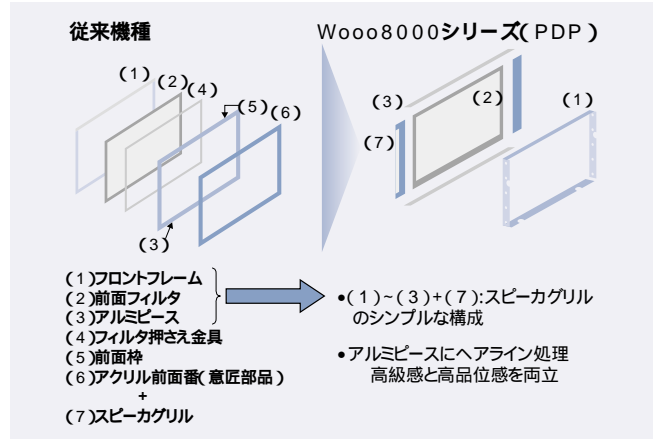 従来機種
Wooo8000シリーズ(PDP)
(1)
(2)
(4)
(5)
(6)
(3)
(3)
(2)
(1)
(7)
(1)フロントフレーム
(2)前面フィルタ
(3)アルミピース
(4)フィルタ押さえ金具
(5)前面枠
(6)アクリル前面番(意匠部品)
+
(7)スピーカグリル
•(1)~(3)+(7):スピーカグリル
のシンプルな構成
•アルミピースにヘアライン処理
高級感と高品位感を両立